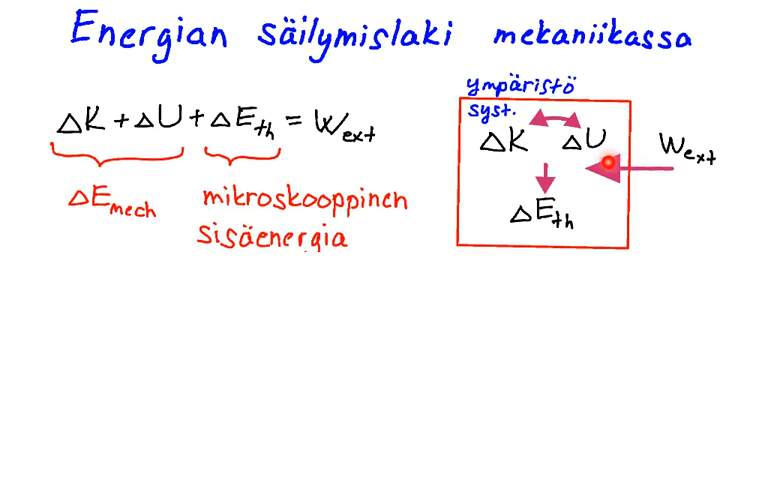 Energian säilymislaki mekaniikassa
ΔK + ΔU + ΔE_th = W_ext
ΔE_mech
mikroskooppinen
sisäenergia
ympäristö
syst.
ΔK ΔU
W_ext
ΔE_th